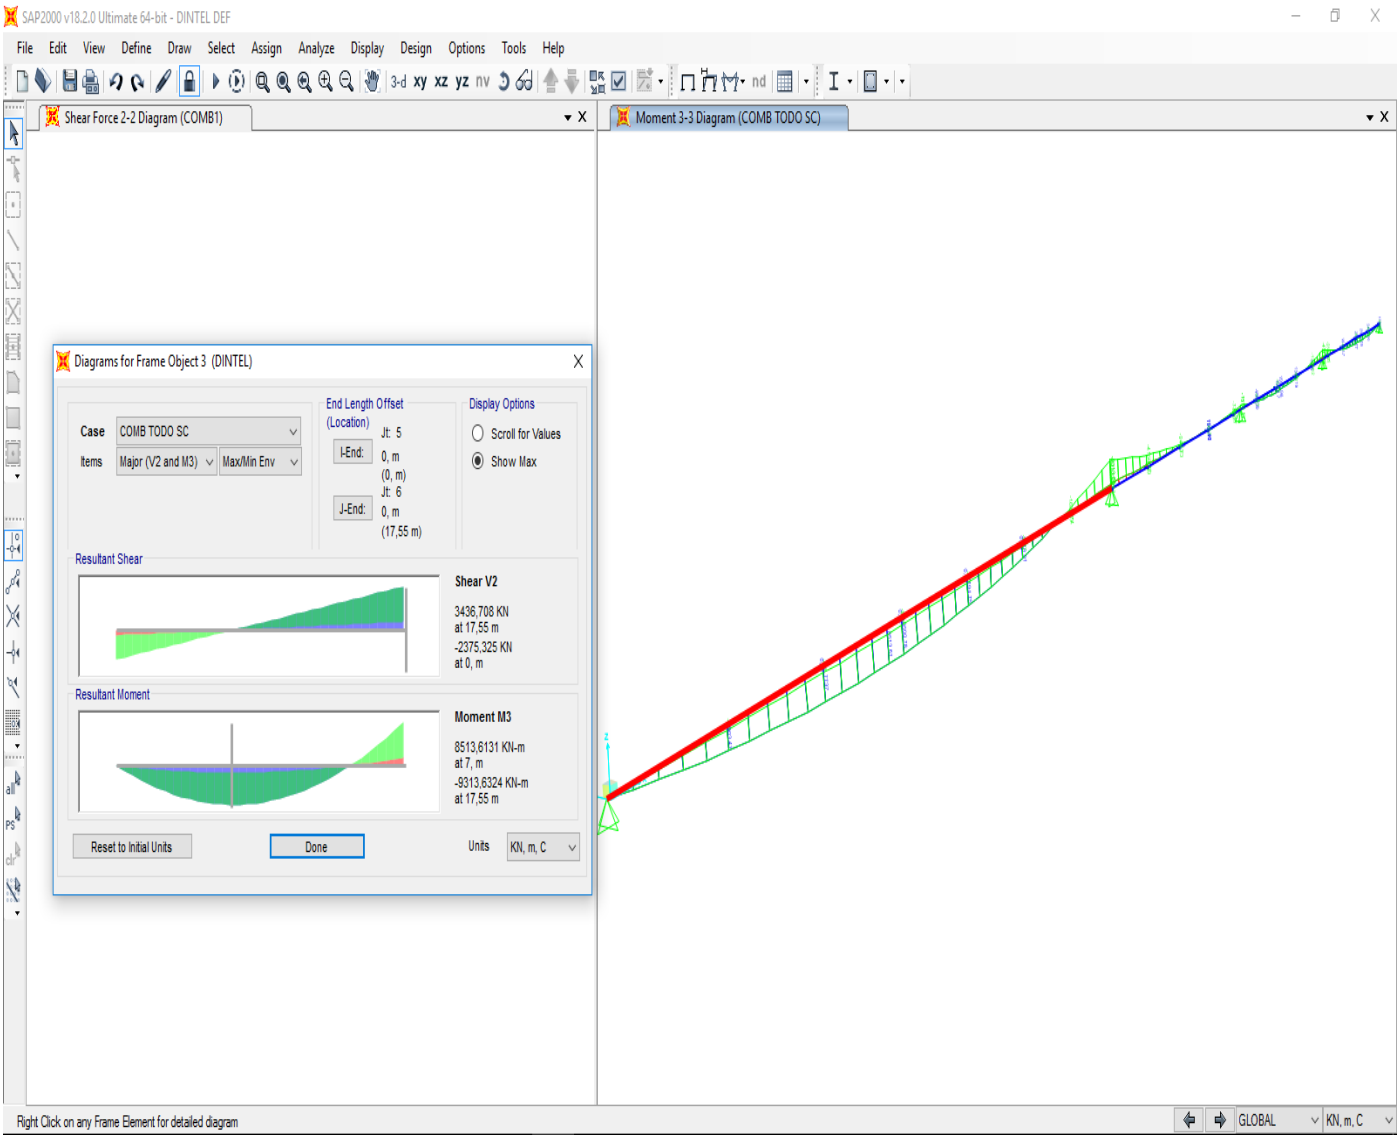 SAP2000 v18.2.0 Ultimate 64-bit - DINTEL DEF
File Edit View Define Draw Select Assign Analyze Display Design Options Tools Help
3-d xy xz yz nv nd
Shear Force 2-2 Diagram (COMB1)
Moment 3-3 Diagram (COMB TODO SC)
Diagrams for Frame Object 3 (DINTEL)
Case COMB TODO SC
Items Major (V2 and M3) Max/Min Env
End Length Offset
(Location)
Jt: 5
I-End: 0, m
(0, m)
Jt: 6
J-End: 0, m
(17,55 m)
Display Options
Scroll for Values
Show Max
Resultant Shear
Shear V2
3436,708 KN
at 17,55 m
-2375,325 KN
at 0, m
Resultant Moment
Moment M3
8513,6131 KN-m
at 7, m
-9313,6324 KN-m
at 17,55 m
Reset to Initial Units
Done
Units KN, m, C
all
PS
clr
Z
Right Click on any Frame Element for detailed diagram
GLOBAL
KN, m, C